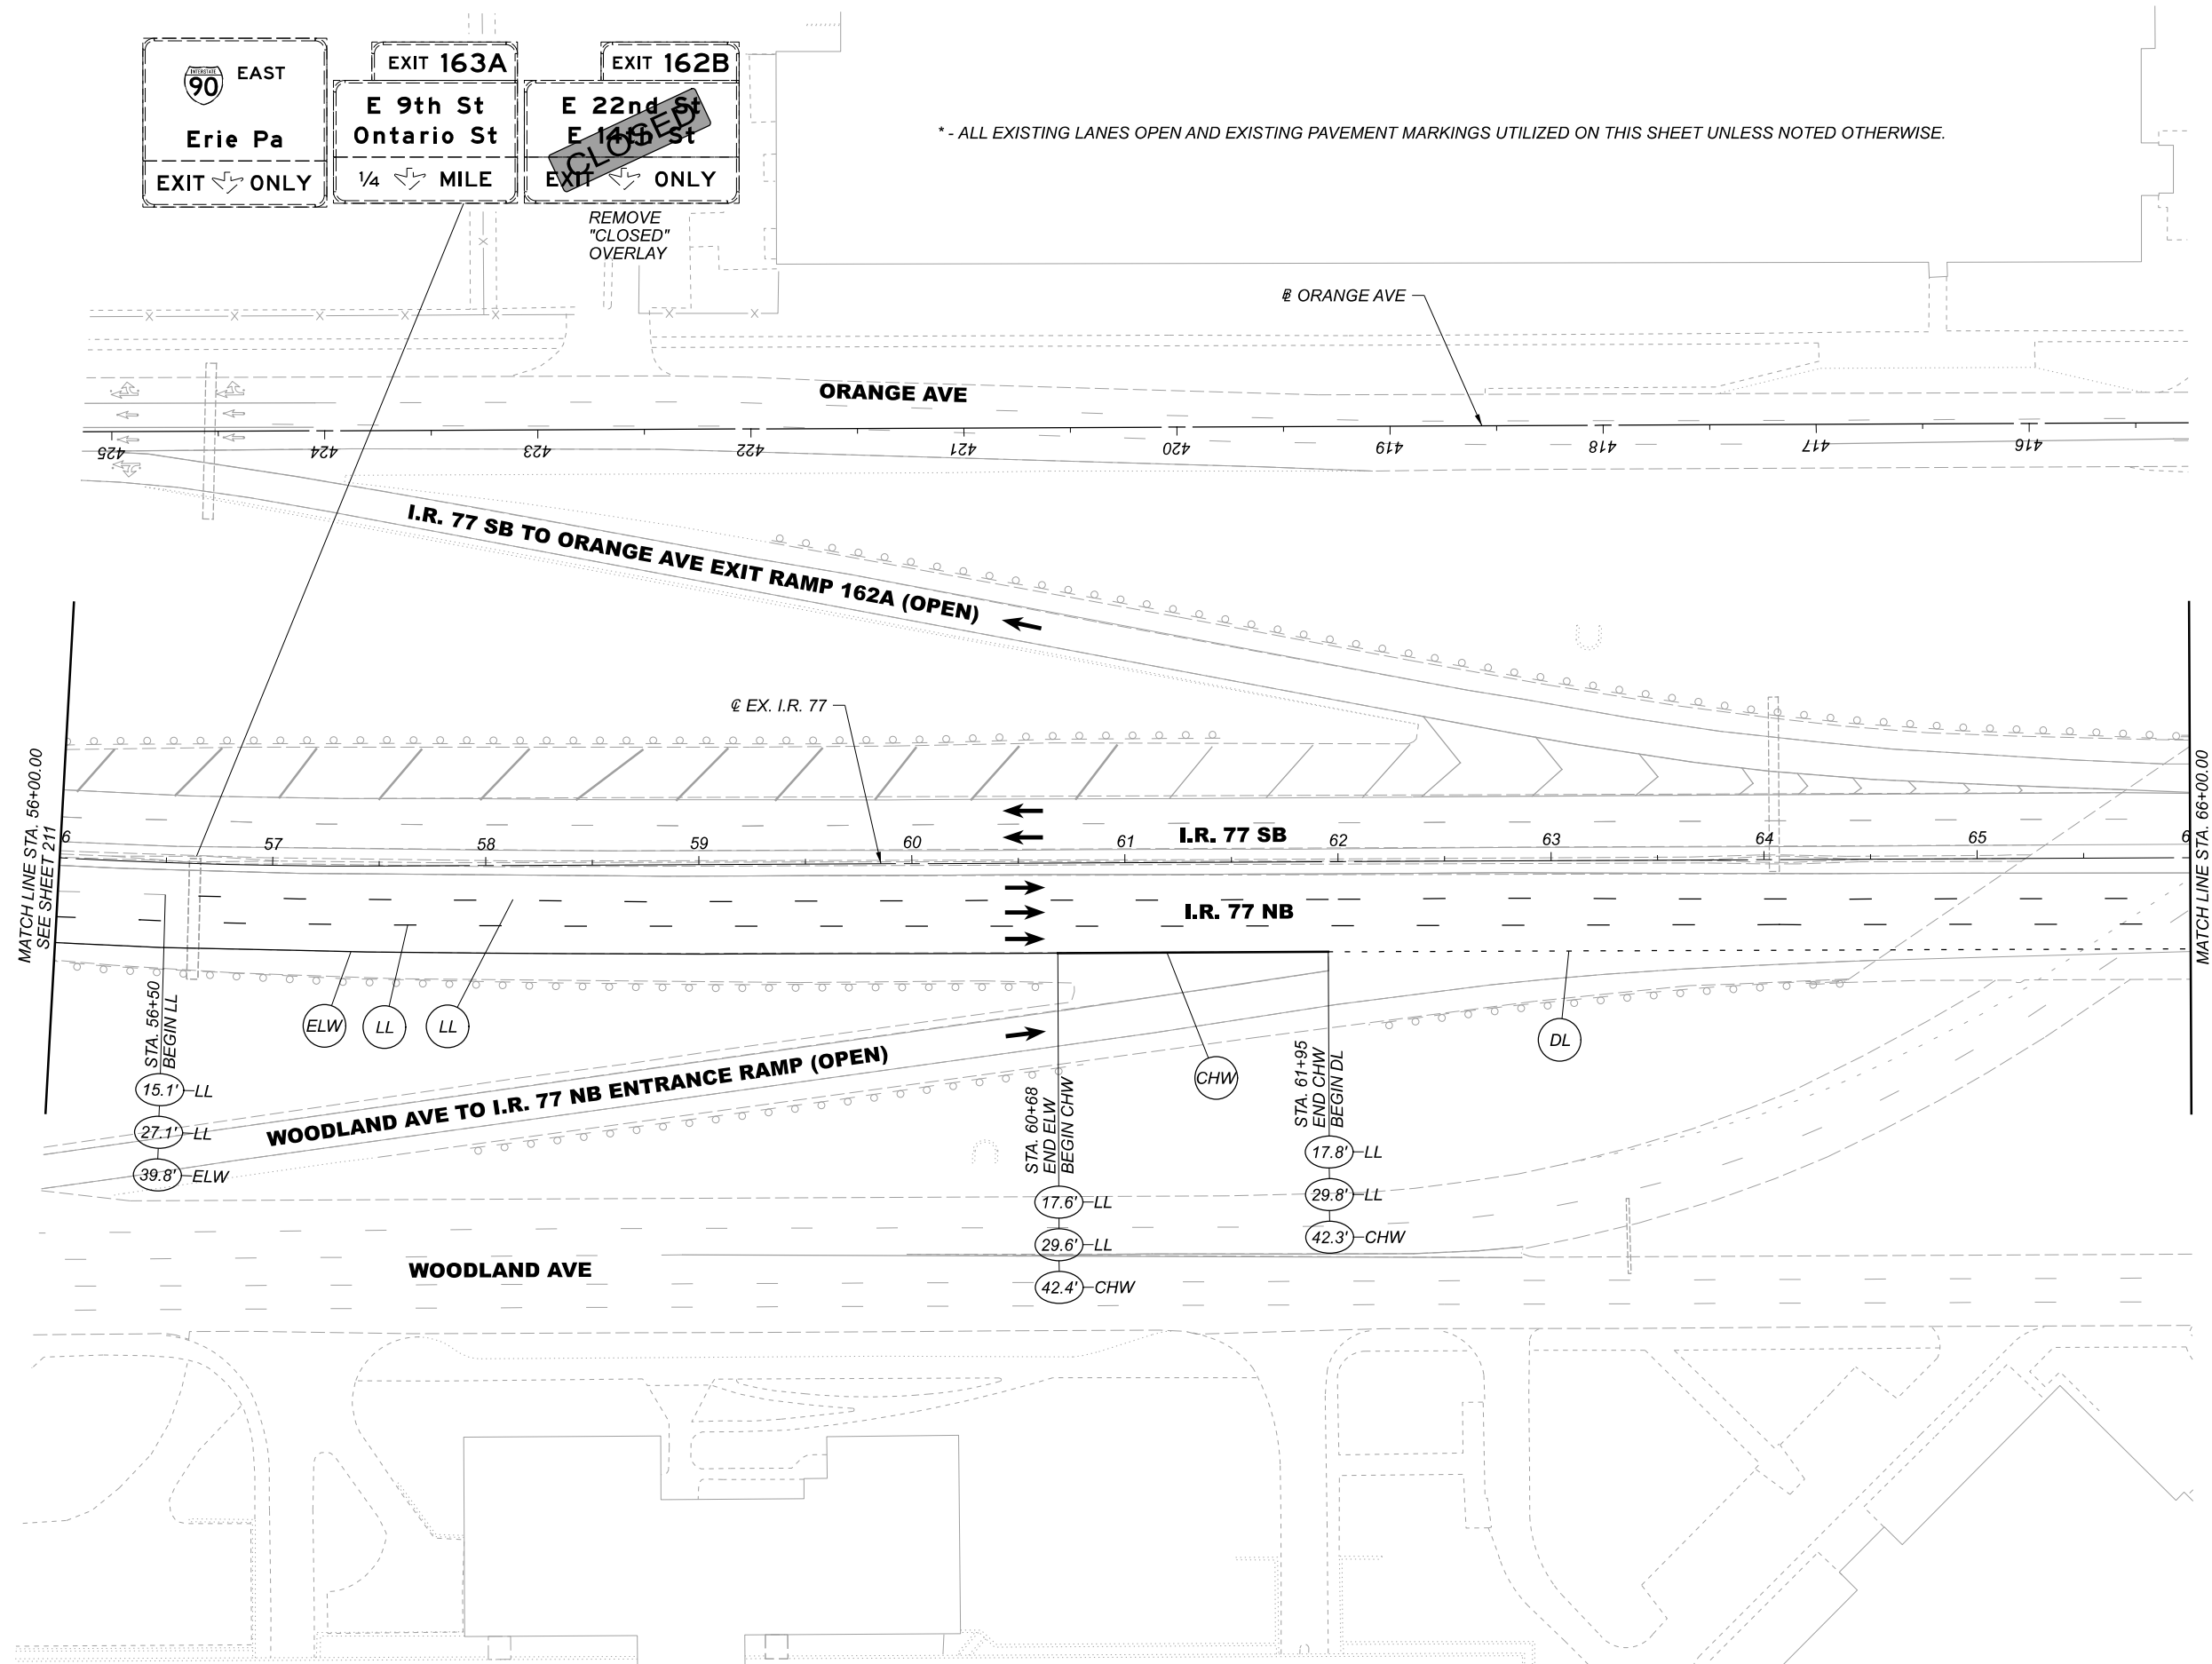 INTERSTATE
90
EAST
Erie Pa
EXIT ONLY
EXIT 163A
E 9th St
Ontario St
1/4 MILE
EXIT 162B
E 22nd St
E 14th St
CLOSED
EXIT ONLY
REMOVE
"CLOSED"
OVERLAY
* - ALL EXISTING LANES OPEN AND EXISTING PAVEMENT MARKINGS UTILIZED ON THIS SHEET UNLESS NOTED OTHERWISE.
℄ ORANGE AVE
ORANGE AVE
425
424
423
422
421
420
419
418
417
416
I.R. 77 SB TO ORANGE AVE EXIT RAMP 162A (OPEN)
℄ EX. I.R. 77
MATCH LINE STA. 56+00.00
SEE SHEET 211
MATCH LINE STA. 66+00.00
I.R. 77 SB
6
57
58
59
60
61
62
63
64
65
6
I.R. 77 NB
STA. 56+50
BEGIN LL
ELW
LL
LL
CHW
DL
15.1' LL
27.1' LL
39.8' ELW
WOODLAND AVE TO I.R. 77 NB ENTRANCE RAMP (OPEN)
STA. 60+68
END ELW
BEGIN CHW
17.6' LL
29.6' LL
42.4' CHW
STA. 61+95
END CHW
BEGIN DL
17.8' LL
29.8' LL
42.3' CHW
WOODLAND AVE